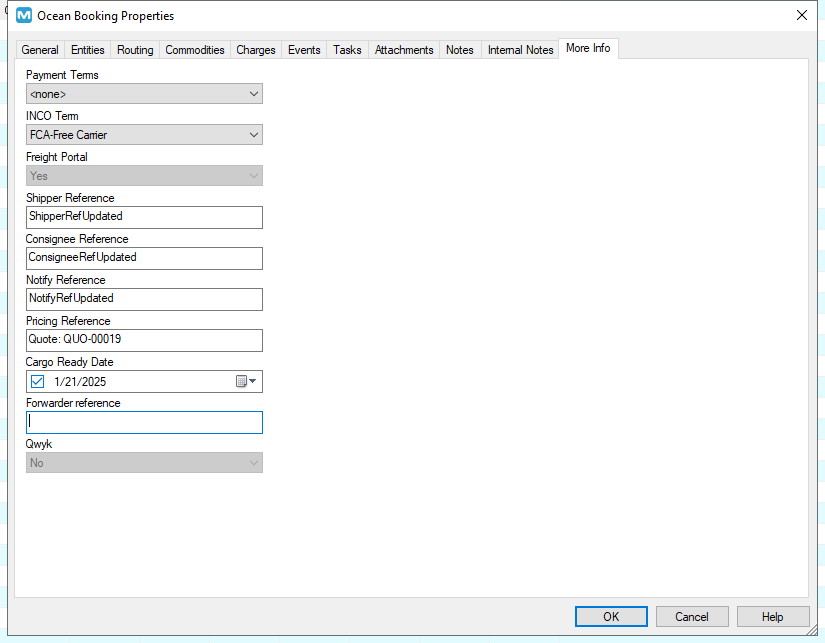 Ocean Booking Properties
General Entities Routing Commodities Charges Events Tasks Attachments Notes Internal Notes More Info
Payment Terms
<none>
INCO Term
FCA-Free Carrier
Freight Portal
Yes
Shipper Reference
ShipperRefUpdated
Consignee Reference
ConsigneeRefUpdated
Notify Reference
NotifyRefUpdated
Pricing Reference
Quote: QUO-00019
Cargo Ready Date
1/21/2025
Forwarder reference
Qwyk
No
OK Cancel Help